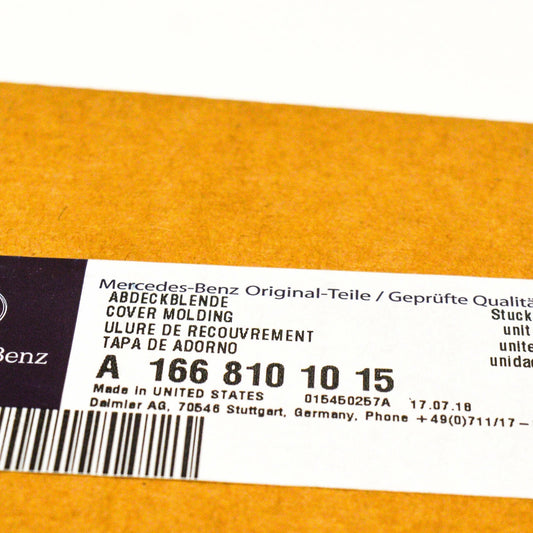 Mercedes-Benz Original-Teile / Geprüfte Qualitä
ABDECKBLENDE
COVER MOLDING
ULURE DE RECOUVREMENT
TAPA DE ADORNO
Stuck
unit
unite
unidad
Benz
A 166 810 10 15
Made in UNITED STATES 015450257A 17.07.18
Daimler AG, 70546 Stuttgart, Germany, Phone +49(0)711/17-